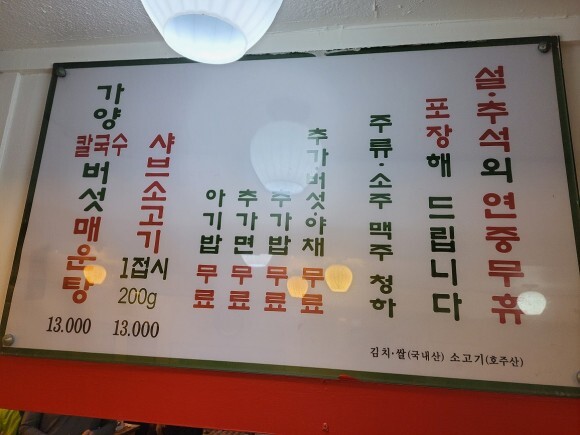 가양
칼국수
버섯매운탕
13.000
샤브소고기
1접시
200g
13.000
아기밥 무료
추가면 무료
추가밥 무료
추가버섯·야채 무료
주류·소주 맥주 청하
포장해 드립니다
설·추석외 연중무휴
김치·쌀(국내산) 소고기(호주산)